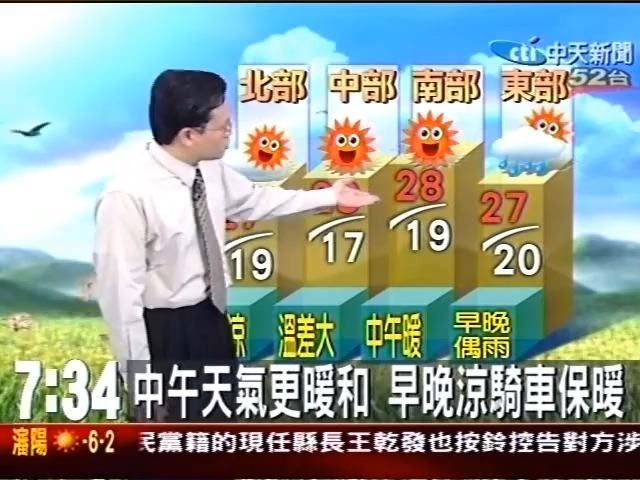 cti 中天新聞
52台
北部 中部 南部 東部
28 27
19 17 19 20
溫差大 中午暖 早晚
偶雨
7:34 中午天氣更暖和 早晚涼騎車保暖
瀋陽 -6-2 民黨籍的現任縣長王乾發也按鈴控告對方涉